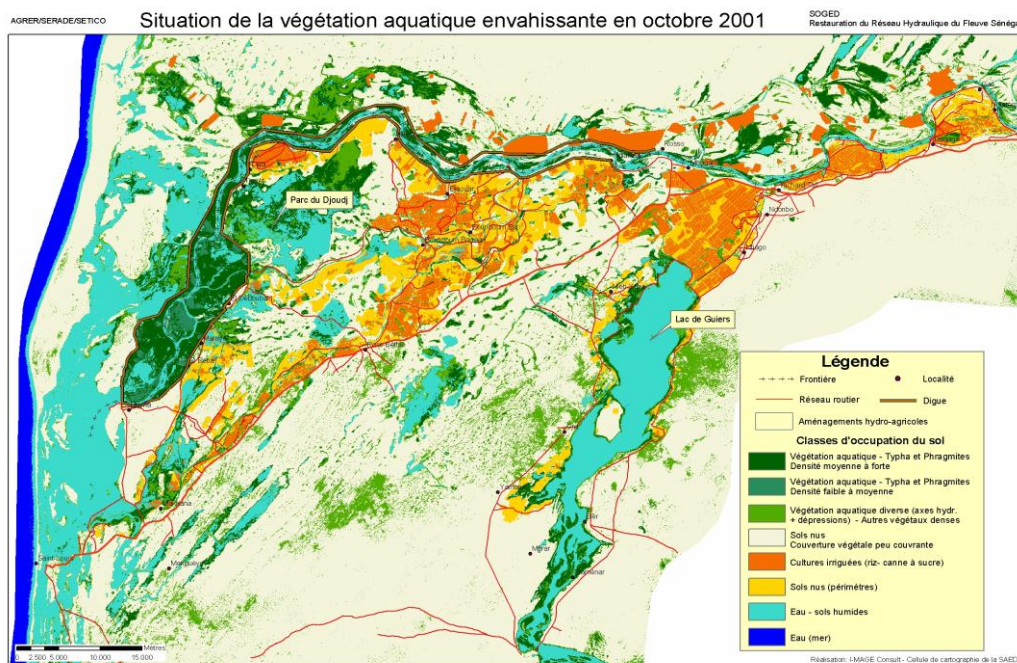 AGRER/SERADE/SETICO
Situation de la végétation aquatique envahissante en octobre 2001
SOGED
Restauration du Réseau Hydraulique du Fleuve Sénéga
Rosso
Parc du Djoudj
Ndombo
Lac de Guiers
Légende
Frontière
Localité
Réseau routier
Digue
Aménagements hydro-agricoles
Classes d'occupation du sol
Végétation aquatique - Typha et Phragmites
Densité moyenne à forte
Végétation aquatique - Typha et Phragmites
Densité faible à moyenne
Végétation aquatique diverse (axes hydr.
+ dépressions) - Autres végétaux denses
Sols nus
Couverture végétale peu couvrante
Cultures irriguées (riz- canne à sucre)
Sols nus (périmètres)
Eau - sols humides
Eau (mer)
Mètres
2.500 5.000 10.000 15.000
Réalisation: I-MAGE Consult - Cellule de cartographie de la SAED